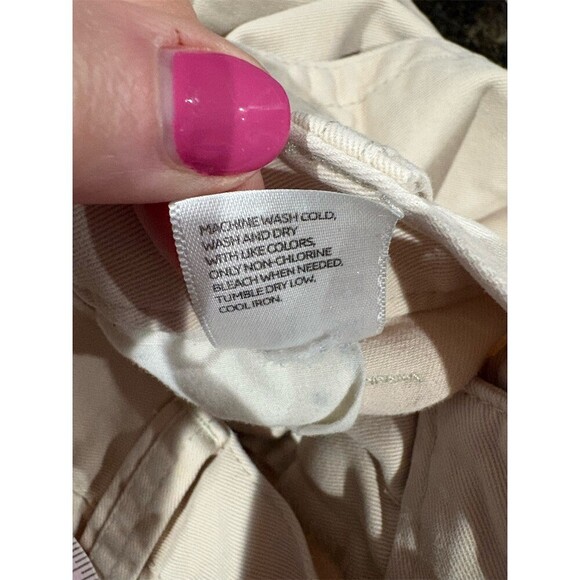 MACHINE WASH COLD,
WASH AND DRY
WITH LIKE COLORS,
ONLY NON-CHLORINE
BLEACH WHEN NEEDED.
TUMBLE DRY LOW,
COOL IRON.